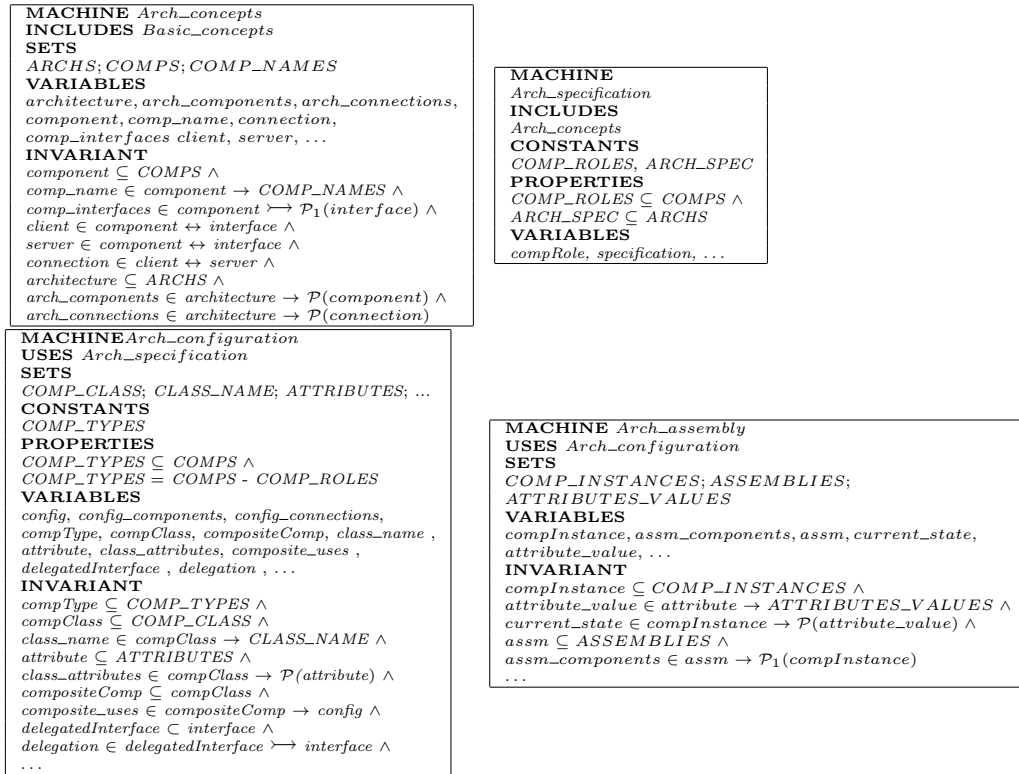 MACHINE Arch_concepts
INCLUDES Basic_concepts
SETS
ARCHS; COMPS; COMP_NAMES
VARIABLES
architecture, arch_components, arch_connections,
component, comp_name, connection,
comp_interfaces client, server, ...
INVARIANT
component ⊆ COMPS ∧
comp_name ∈ component → COMP_NAMES ∧
comp_interfaces ∈ component ⤖ P₁(interface) ∧
client ∈ component ↔ interface ∧
server ∈ component ↔ interface ∧
connection ∈ client ↔ server ∧
architecture ⊆ ARCHS ∧
arch_components ∈ architecture → P(component) ∧
arch_connections ∈ architecture → P(connection)
MACHINE
Arch_specification
INCLUDES
Arch_concepts
CONSTANTS
COMP_ROLES, ARCH_SPEC
PROPERTIES
COMP_ROLES ⊆ COMPS ∧
ARCH_SPEC ⊆ ARCHS
VARIABLES
compRole, specification, ...
MACHINEArch_configuration
USES Arch_specification
SETS
COMP_CLASS; CLASS_NAME; ATTRIBUTES; ...
CONSTANTS
COMP_TYPES
PROPERTIES
COMP_TYPES ⊆ COMPS ∧
COMP_TYPES = COMPS - COMP_ROLES
VARIABLES
config, config_components, config_connections,
compType, compClass, compositeComp, class_name ,
attribute, class_attributes, composite_uses ,
delegatedInterface , delegation , ...
INVARIANT
compType ⊆ COMP_TYPES ∧
compClass ⊆ COMP_CLASS ∧
class_name ∈ compClass → CLASS_NAME ∧
attribute ⊆ ATTRIBUTES ∧
class_attributes ∈ compClass → P(attribute) ∧
compositeComp ⊆ compClass ∧
composite_uses ∈ compositeComp → config ∧
delegatedInterface ⊂ interface ∧
delegation ∈ delegatedInterface ⤖ interface ∧
...
MACHINE Arch_assembly
USES Arch_configuration
SETS
COMP_INSTANCES; ASSEMBLIES;
ATTRIBUTES_VALUES
VARIABLES
compInstance, assm_components, assm, current_state,
attribute_value, ...
INVARIANT
compInstance ⊆ COMP_INSTANCES ∧
attribute_value ∈ attribute → ATTRIBUTES_VALUES ∧
current_state ∈ compInstance → P(attribute_value) ∧
assm ⊆ ASSEMBLIES ∧
assm_components ∈ assm → P₁(compInstance)
...